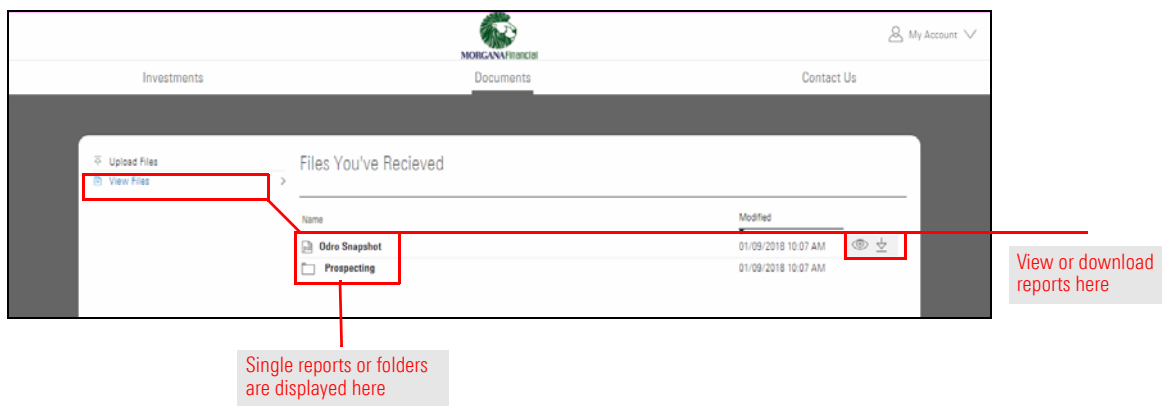 MORGANAFinancial
My Account
Investments
Documents
Contact Us
Upload Files
View Files
Files You've Recieved
Name
Modified
Odro Snapshot
01/09/2018 10:07 AM
Prospecting
01/09/2018 10:07 AM
View or download
reports here
Single reports or folders
are displayed here